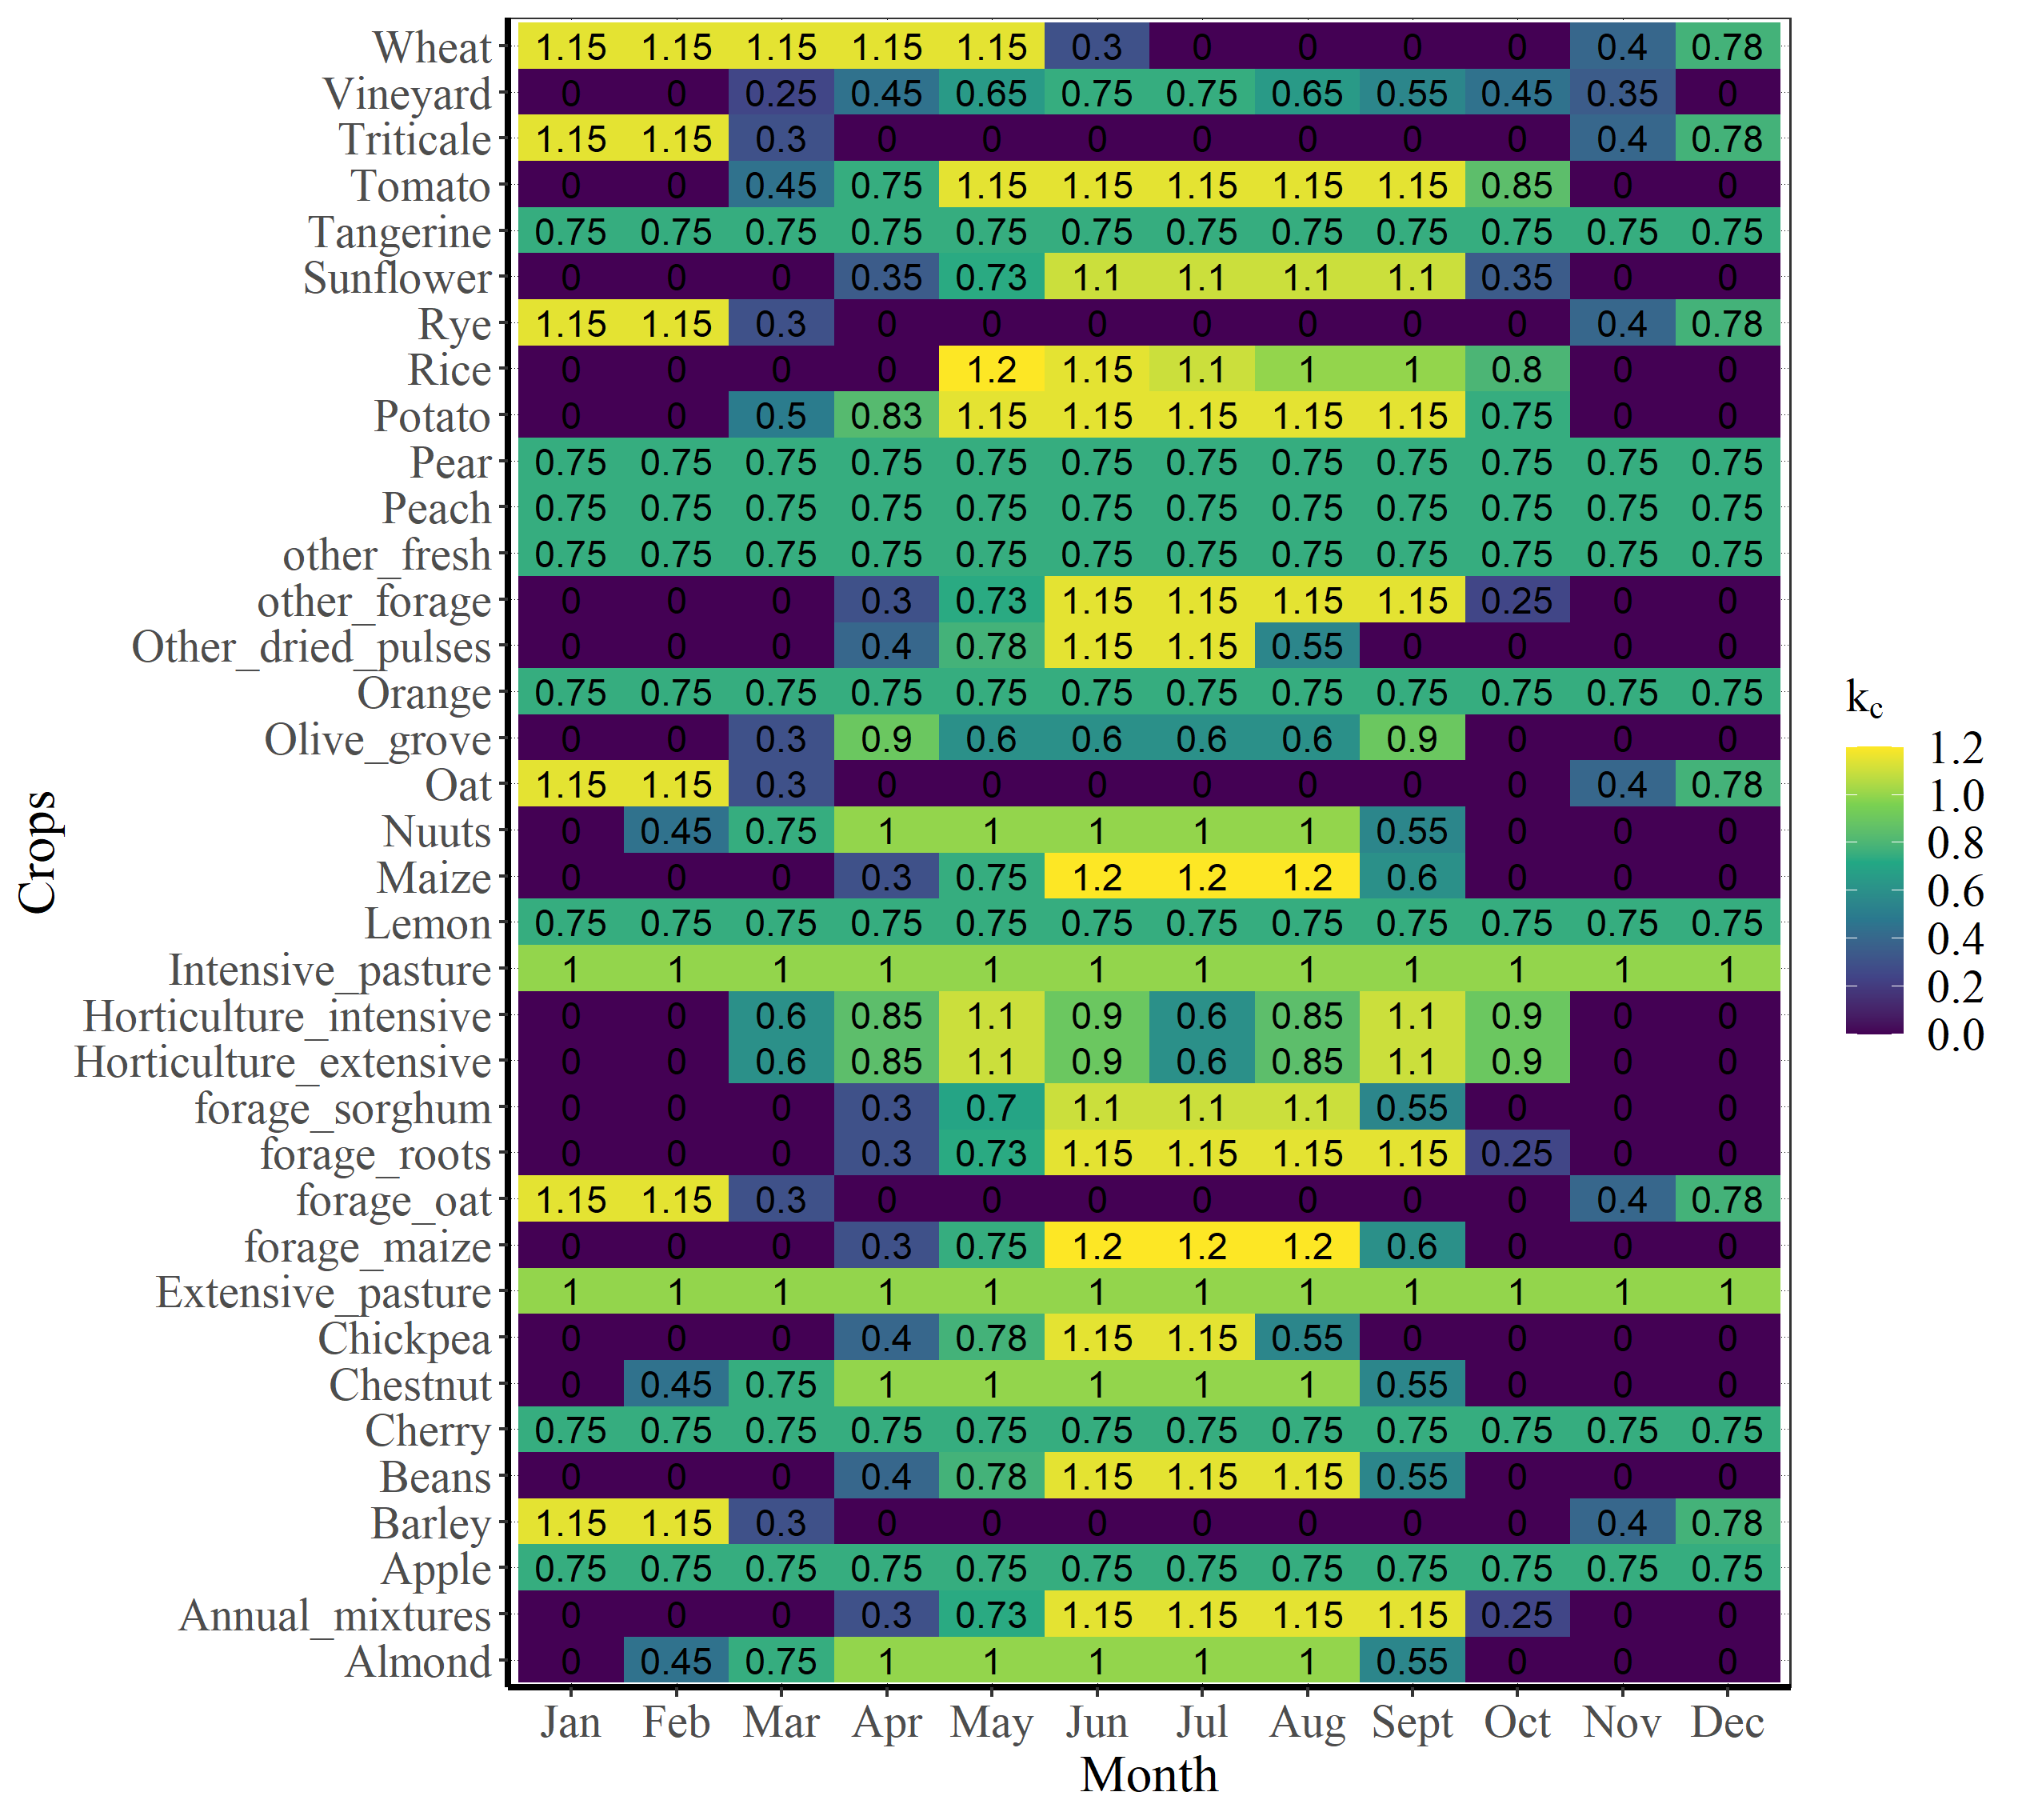 Wheat 1.15 1.15 1.15 1.15 1.15 0.3 0 0 0 0 0.4 0.78
Vineyard 0 0 0.25 0.45 0.65 0.75 0.75 0.65 0.55 0.45 0.35 0
Triticale 1.15 1.15 0.3 0 0 0 0 0 0 0 0.4 0.78
Tomato 0 0 0.45 0.75 1.15 1.15 1.15 1.15 1.15 0.85 0 0
Tangerine 0.75 0.75 0.75 0.75 0.75 0.75 0.75 0.75 0.75 0.75 0.75 0.75
Sunflower 0 0 0 0.35 0.73 1.1 1.1 1.1 1.1 0.35 0 0
Rye 1.15 1.15 0.3 0 0 0 0 0 0 0 0.4 0.78
Rice 0 0 0 0 1.2 1.15 1.1 1 1 0.8 0 0
Potato 0 0 0.5 0.83 1.15 1.15 1.15 1.15 1.15 0.75 0 0
Pear 0.75 0.75 0.75 0.75 0.75 0.75 0.75 0.75 0.75 0.75 0.75 0.75
Peach 0.75 0.75 0.75 0.75 0.75 0.75 0.75 0.75 0.75 0.75 0.75 0.75
other_fresh 0.75 0.75 0.75 0.75 0.75 0.75 0.75 0.75 0.75 0.75 0.75 0.75
other_forage 0 0 0 0.3 0.73 1.15 1.15 1.15 1.15 0.25 0 0
Other_dried_pulses 0 0 0 0.4 0.78 1.15 1.15 0.55 0 0 0 0
Orange 0.75 0.75 0.75 0.75 0.75 0.75 0.75 0.75 0.75 0.75 0.75 0.75
Olive_grove 0 0 0.3 0.9 0.6 0.6 0.6 0.6 0.9 0 0 0
Oat 1.15 1.15 0.3 0 0 0 0 0 0 0 0.4 0.78
Nuuts 0 0.45 0.75 1 1 1 1 1 0.55 0 0 0
Maize 0 0 0 0.3 0.75 1.2 1.2 1.2 0.6 0 0 0
Lemon 0.75 0.75 0.75 0.75 0.75 0.75 0.75 0.75 0.75 0.75 0.75 0.75
Intensive_pasture 1 1 1 1 1 1 1 1 1 1 1 1
Horticulture_intensive 0 0 0.6 0.85 1.1 0.9 0.6 0.85 1.1 0.9 0 0
Horticulture_extensive 0 0 0.6 0.85 1.1 0.9 0.6 0.85 1.1 0.9 0 0
forage_sorghum 0 0 0 0.3 0.7 1.1 1.1 1.1 0.55 0 0 0
forage_roots 0 0 0 0.3 0.73 1.15 1.15 1.15 1.15 0.25 0 0
forage_oat 1.15 1.15 0.3 0 0 0 0 0 0 0 0.4 0.78
forage_maize 0 0 0 0.3 0.75 1.2 1.2 1.2 0.6 0 0 0
Extensive_pasture 1 1 1 1 1 1 1 1 1 1 1 1
Chickpea 0 0 0 0.4 0.78 1.15 1.15 0.55 0 0 0 0
Chestnut 0 0.45 0.75 1 1 1 1 1 0.55 0 0 0
Cherry 0.75 0.75 0.75 0.75 0.75 0.75 0.75 0.75 0.75 0.75 0.75 0.75
Beans 0 0 0 0.4 0.78 1.15 1.15 1.15 0.55 0 0 0
Barley 1.15 1.15 0.3 0 0 0 0 0 0 0 0.4 0.78
Apple 0.75 0.75 0.75 0.75 0.75 0.75 0.75 0.75 0.75 0.75 0.75 0.75
Annual_mixtures 0 0 0 0.3 0.73 1.15 1.15 1.15 1.15 0.25 0 0
Almond 0 0.45 0.75 1 1 1 1 1 0.55 0 0 0
Jan Feb Mar Apr May Jun Jul Aug Sept Oct Nov Dec
Month
Crops
kc
1.2
1.0
0.8
0.6
0.4
0.2
0.0